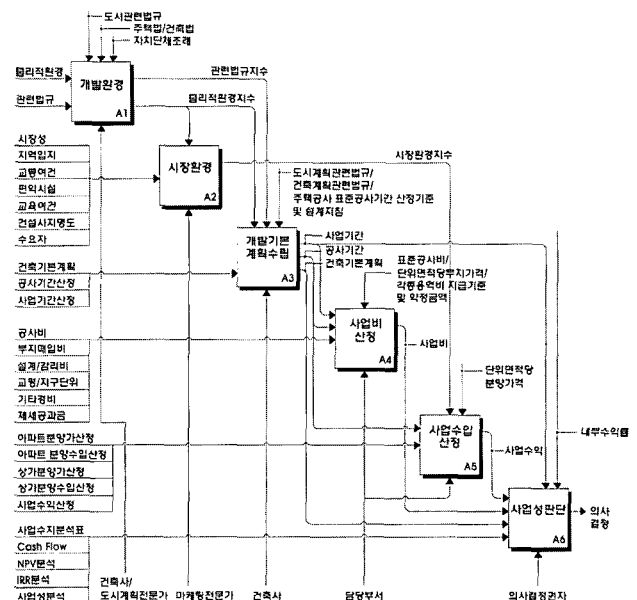 도시관련법규
주택법/건축법
자치단체조례
물리적환경
관련법규
개발환경
A1
관련법규지수
물리적환경지수
시장성
지역입지
교통여건
편익시설
교육여건
건설사지명도
수요자
시장환경
A2
시장환경지수
도시계획관련법규/
건축계획관련법규/
주택공사 표준공사기간 산정기준
및 설계지침
건축기본계획
공사기간산정
사업기간산정
개발기본
계획수립
A3
사업기간
공사기간
건축기본계획
표준공사비/
단위면적당부지가격/
각종용역비 지급기준
및 약정금액
공사비
부지매입비
설계/감리비
교평/지구단위
기타경비
제세공과금
사업비
산정
A4
사업비
단위면적당
분양가격
아파트분양가산정
아파트 분양수입산정
상가분양가산정
상가분양수입산정
사업수익산정
사업수입
산정
A5
사업수익
내부수익률
사업수지분석표
Cash Flow
NPV분석
IRR분석
사업성분석
사업성판단
A6
의사
결정
건축사/
도시계획전문가
마케팅전문가
건축사
담당부서
의사결정권자